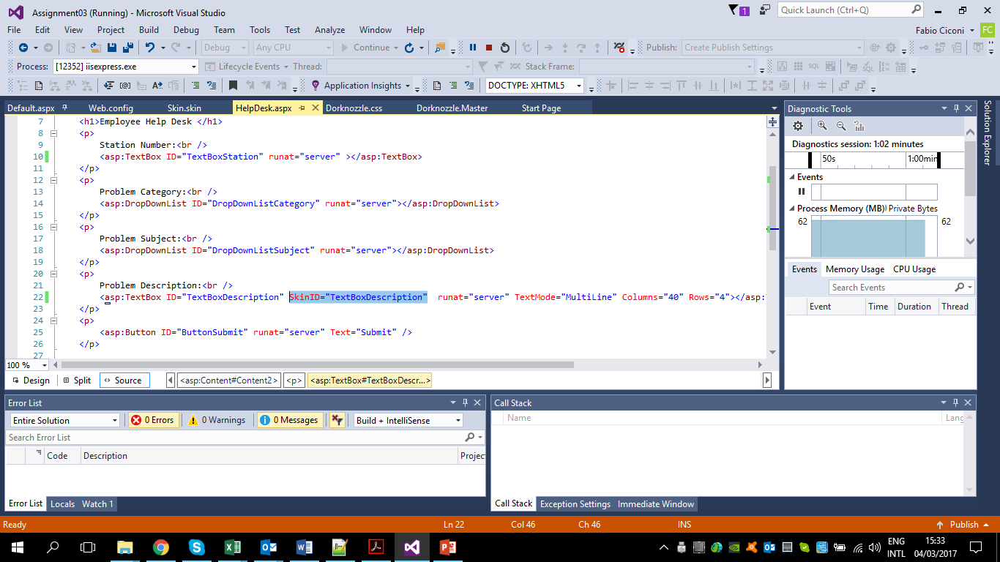 Assignment03 (Running) - Microsoft Visual Studio
1
Quick Launch (Ctrl+Q)
File Edit View Project Build Debug Team Tools Test Analyze Window Help
Fabio Ciconi
FC
Debug Any CPU Continue
Publish: Create Publish Settings
Process: [12352] iisexpress.exe Lifecycle Events Thread: Stack Frame:
Application Insights DOCTYPE: XHTML5
Default.aspx Web.config Skin.skin HelpDesk.aspx Dorknozzle.css Dorknozzle.Master Start Page
7 <h1>Employee Help Desk </h1>
8 <p>
9 Station Number:<br />
10 <asp:TextBox ID="TextBoxStation" runat="server" ></asp:TextBox>
11 </p>
12 <p>
13 Problem Category:<br />
14 <asp:DropDownList ID="DropDownListCategory" runat="server"></asp:DropDownList>
15 </p>
16 <p>
17 Problem Subject:<br />
18 <asp:DropDownList ID="DropDownListSubject" runat="server"></asp:DropDownList>
19 </p>
20 <p>
21 Problem Description:<br />
22 <asp:TextBox ID="TextBoxDescription" SkinID="TextBoxDescription" runat="server" TextMode="MultiLine" Columns="40" Rows="4"></asp:
23 </p>
24 <p>
25 <asp:Button ID="ButtonSubmit" runat="server" Text="Submit" />
26 </p>
27
100 %
Design Split Source <asp:Content#Content2> <p> <asp:TextBox#TextBoxDescr...>
Diagnostic Tools
Diagnostics session: 1:02 minutes
50s 1:00min
Events
Process Memory (MB) Private Bytes
62 62
Events Memory Usage CPU Usage
Search Events
Event Time Duration Thread
Solution Explorer
Error List
Entire Solution 0 Errors 0 Warnings 0 Messages Build + IntelliSense
Search Error List
Code Description Project
Error List Locals Watch 1
Call Stack
Name Lang
Call Stack Exception Settings Immediate Window
Ready Ln 22 Col 46 Ch 46 INS Publish
ENG
INTL
15:33
04/03/2017